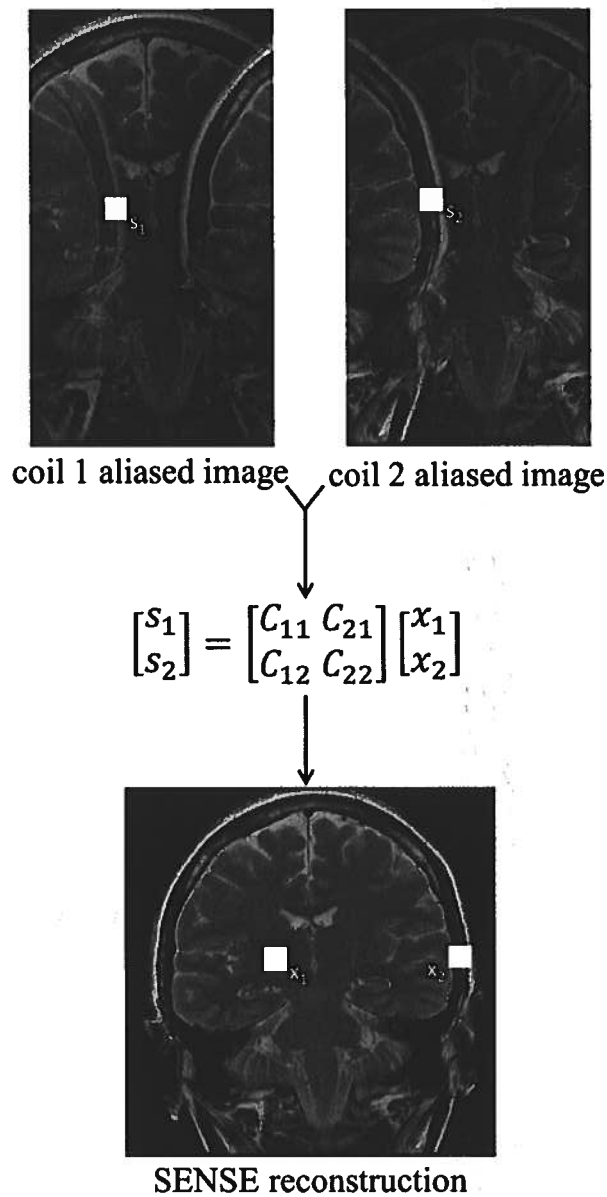 s₁
s₂
coil 1 aliased image
coil 2 aliased image
[s₁ s₂] = [C₁₁ C₂₁ C₁₂ C₂₂] [x₁ x₂]
x₁
x₂
SENSE reconstruction